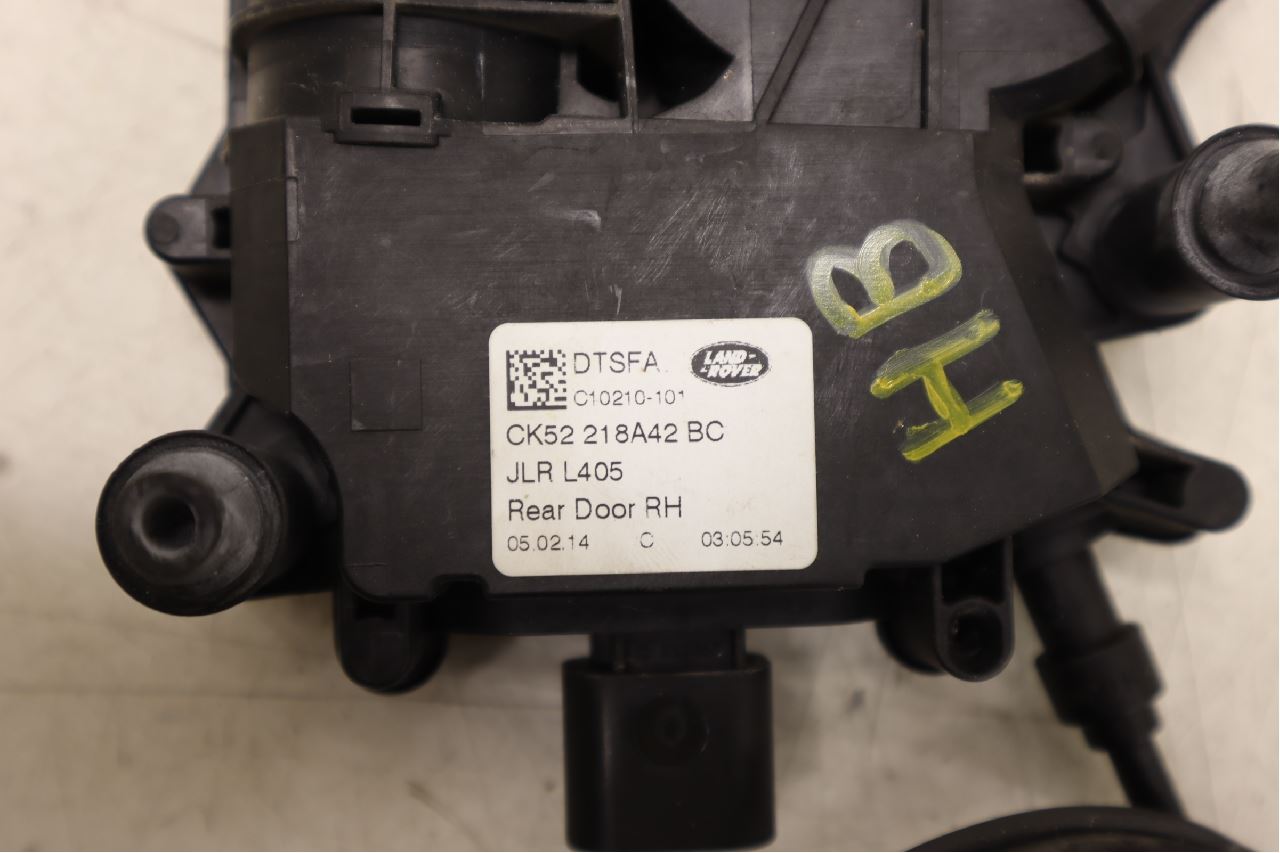 DTSFA
LAND-
-ROVER
C10210-101
CK52 218A42 BC
JLR L405
Rear Door RH
05.02.14 C 03:05:54
HB